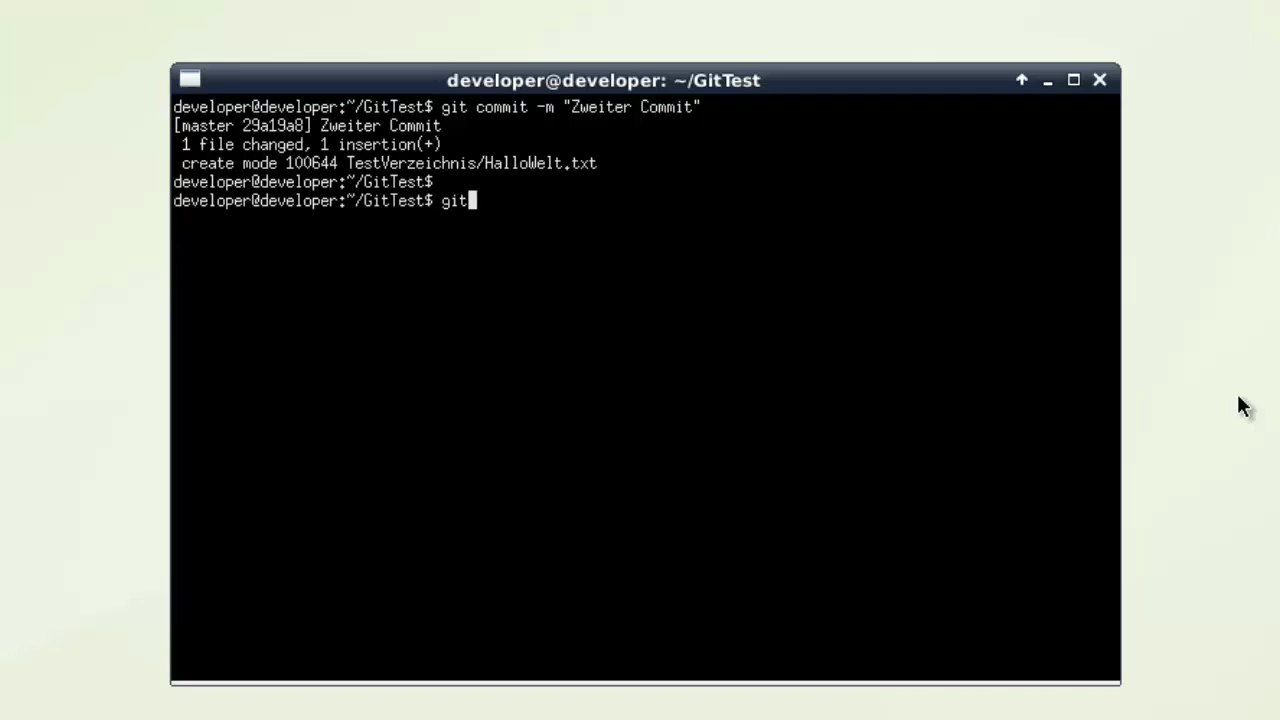 developer@developer: ~/GitTest
developer@developer:~/GitTest$ git commit -m "Zweiter Commit"
[master 29a19a8] Zweiter Commit
 1 file changed, 1 insertion(+)
 create mode 100644 TestVerzeichnis/HalloWelt.txt
developer@developer:~/GitTest$
developer@developer:~/GitTest$ git